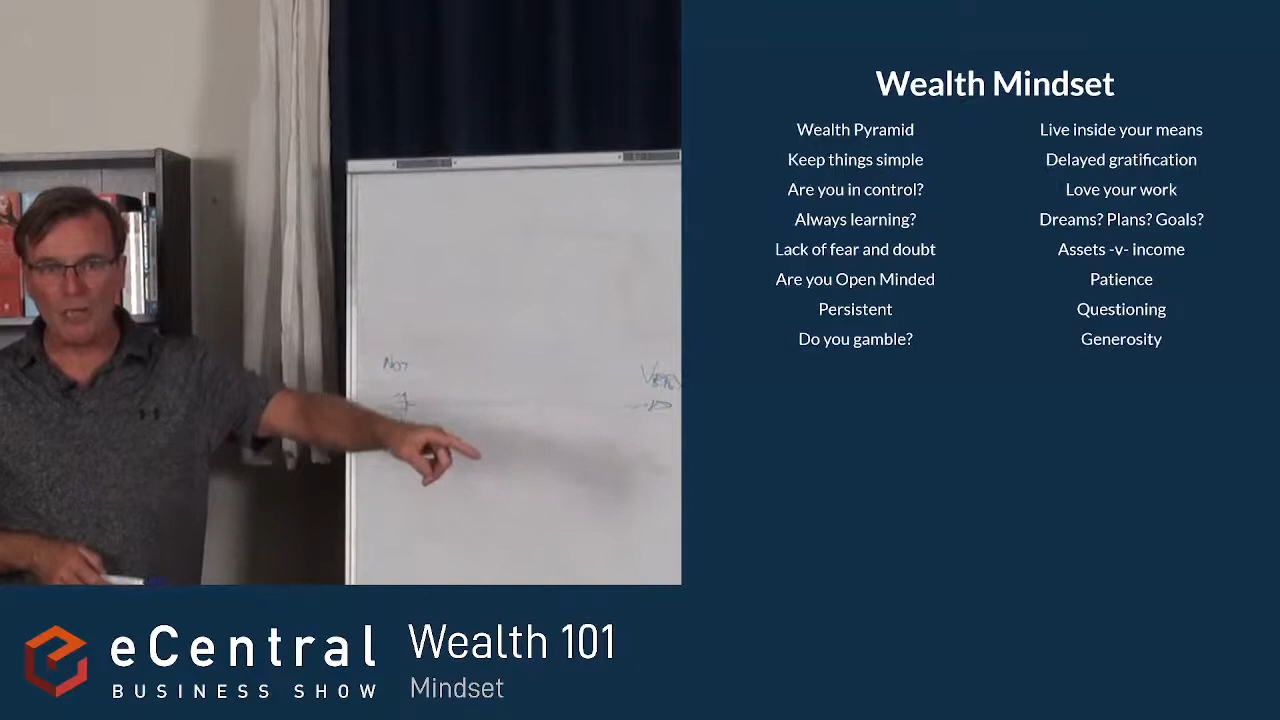 Wealth Mindset
Wealth Pyramid
Keep things simple
Are you in control?
Always learning?
Lack of fear and doubt
Are you Open Minded
Persistent
Do you gamble?
Live inside your means
Delayed gratification
Love your work
Dreams? Plans? Goals?
Assets -v- income
Patience
Questioning
Generosity
NOT
eCentral
BUSINESS SHOW
Wealth 101
Mindset